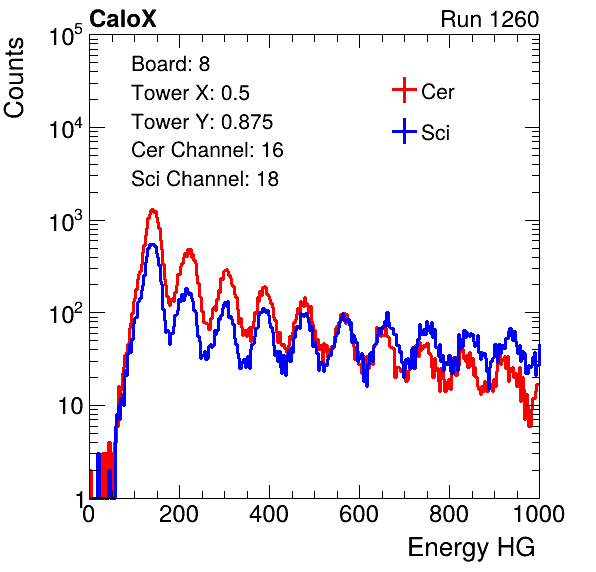 CaloX Run 1260
Counts
10^5
10^4
10^3
10^2
10
1
Board: 8
Tower X: 0.5
Tower Y: 0.875
Cer Channel: 16
Sci Channel: 18
Cer
Sci
0 200 400 600 800 1000
Energy HG